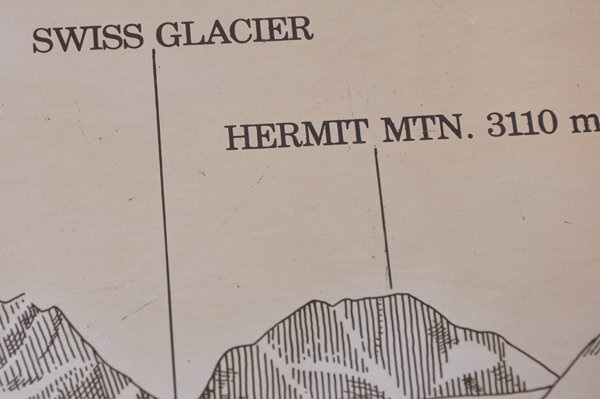 SWISS GLACIER
HERMIT MTN. 3110 m